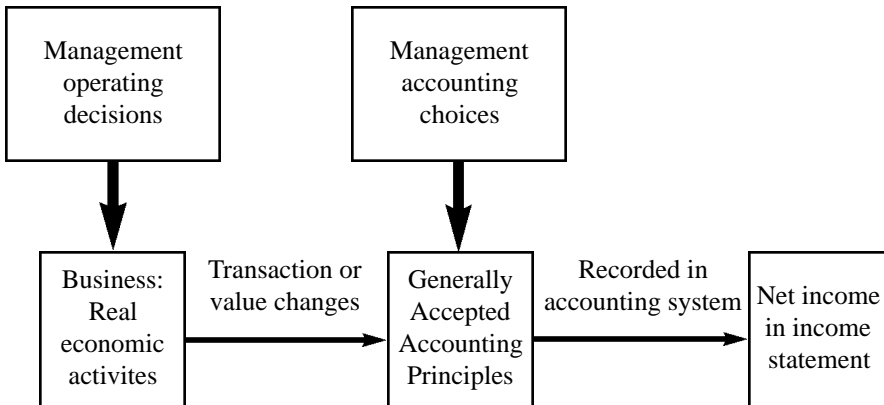 Management
operating
decisions
Management
accounting
choices
Business:
Real
economic
activites
Transaction or
value changes
Generally
Accepted
Accounting
Principles
Recorded in
accounting system
Net income
in income
statement